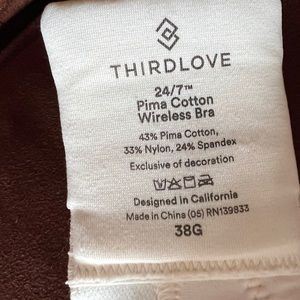 THIRDLOVE
24/7™
Pima Cotton
Wireless Bra
43% Pima Cotton,
33% Nylon, 24% Spandex
Exclusive of decoration
Designed in California
Made in China (05) RN139833
38G